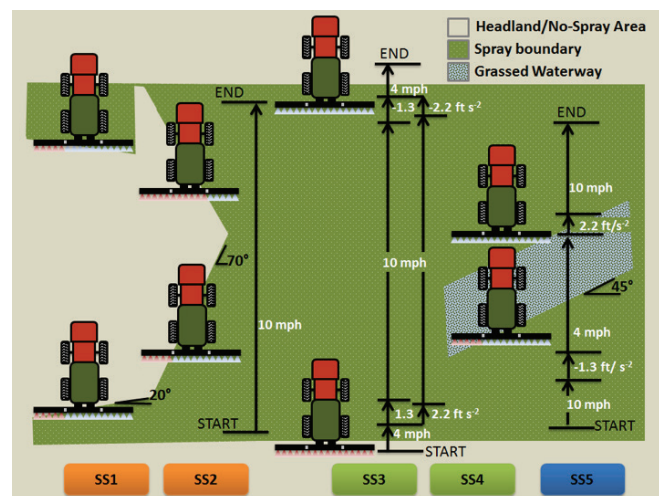 Headland/No-Spray Area
Spray boundary
Grassed Waterway
END
4 mph
-1.3
-2.2 ft s-2
END
END
10 mph
2.2 ft/s-2
70°
10 mph
10 mph
45°
4 mph
-1.3 ft/ s-2
20°
1.3
2.2 ft s-2
10 mph
START
4 mph
START
START
SS1
SS2
SS3
SS4
SS5